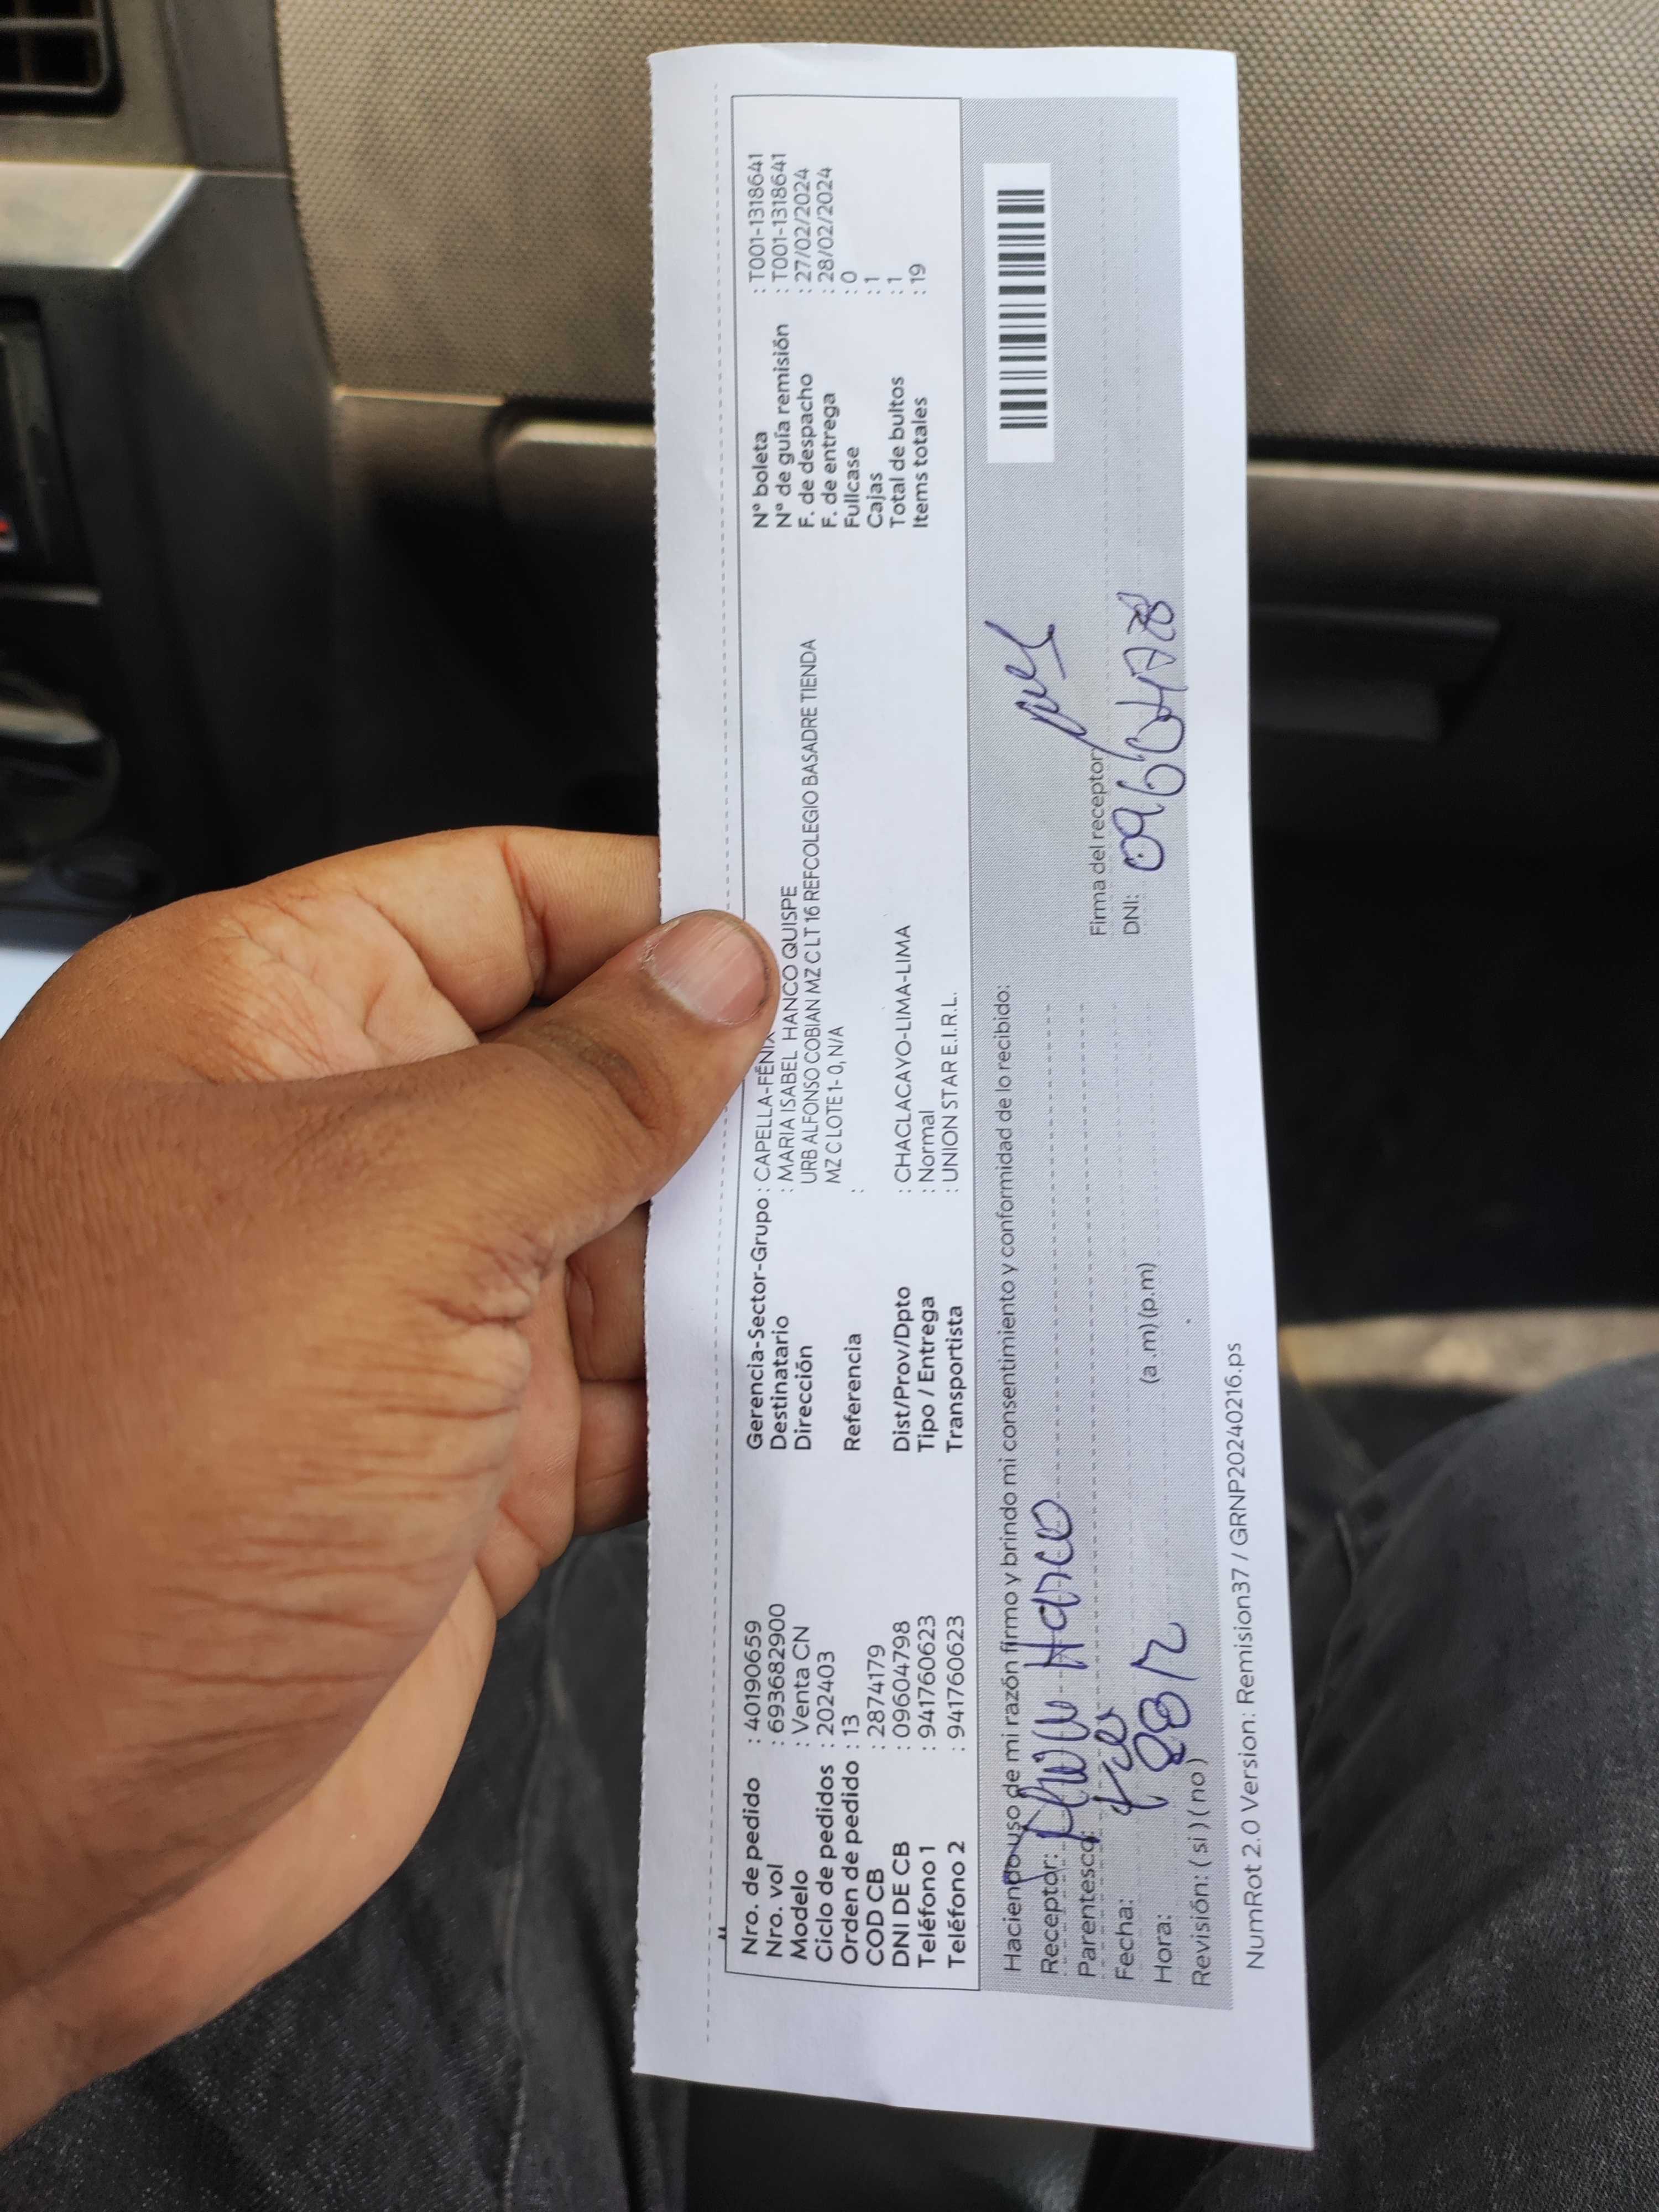 Nro. de pedido : 40190659
Nro. vol : 693682900
Modelo : Venta CN
Ciclo de pedidos : 202403
Orden de pedido : 13
COD CB : 2874179
DNI DE CB : 09604798
Teléfono 1 : 941760623
Teléfono 2 : 941760623
Gerencia-Sector-Grupo : CAPELLA-FÉNIX
Destinatario : MARIA ISABEL HANCO QUISPE
Dirección URB ALFONSO COBIAN MZ C LT 16 REFCOLEGIO BASADRE TIENDA
MZ C LOTE 1- 0, N/A
Referencia :
Dist/Prov/Dpto : CHACLACAYO-LIMA-LIMA
Tipo / Entrega : Normal
Transportista : UNION STAR E.I.R.L.
N° boleta : T001-1318641
N° de guía remisión : T001-1318641
F. de despacho : 27/02/2024
F. de entrega : 28/02/2024
Fullcase : 0
Cajas : 1
Total de bultos : 1
Items totales : 19
Haciendo uso de mi razón firmo y brindo mi consentimiento y conformidad de lo recibido:
Receptor: Hanco
Parentesco:
Fecha:
Hora: (a .m) (p.m)
Revisión: ( si ) ( no )
Firma del receptor
DNI:
NumRot 2.0 Version: Remision37 / GRNP20240216.ps